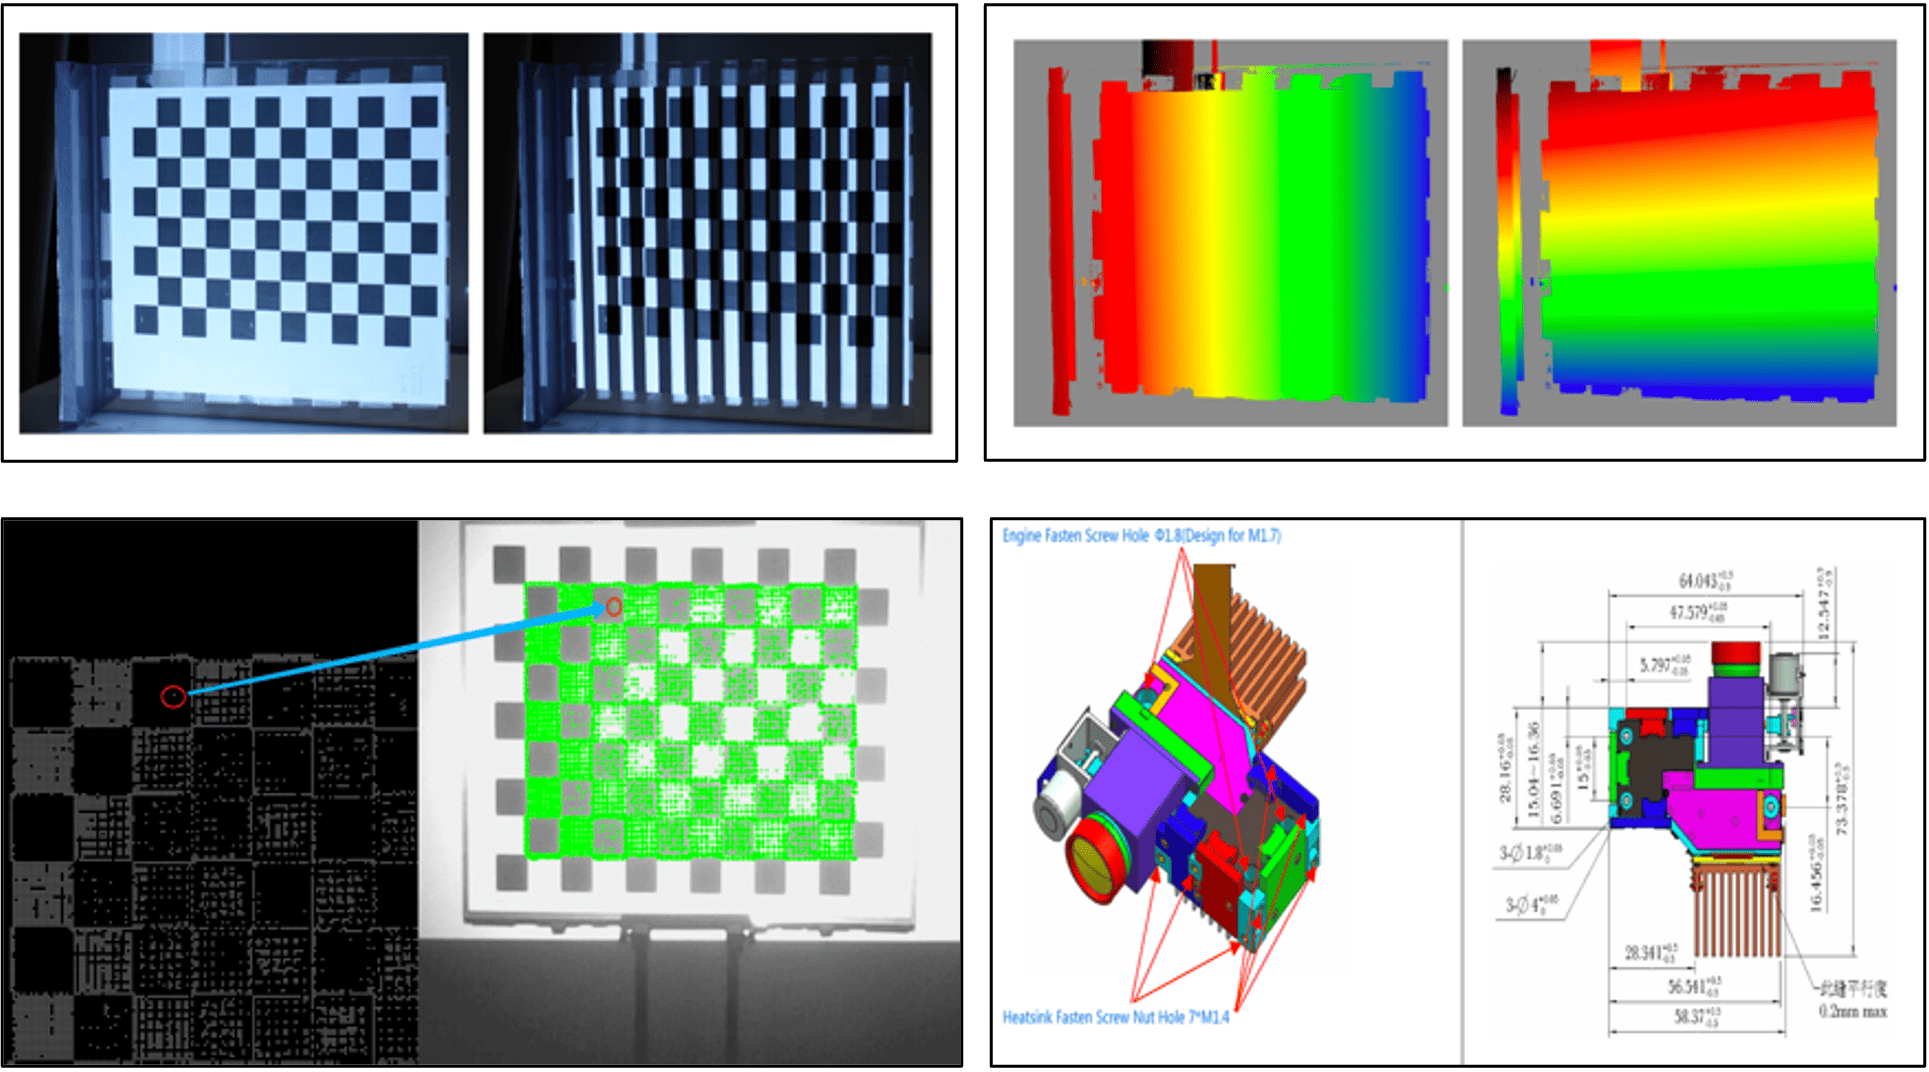 Engine Fasten Screw Hole Φ1.8(Design for M1.7)
Heatsink Fasten Screw Nut Hole 7*M1.4
64.043+0.5-0.5
47.579+0.05-0.05
12.547+0.5-0.5
5.797+0.05-0.05
28.16+0.05-0.05
15.04~16.36
6.691+0.05-0.05
15+0.05-0.05
73.378+0.5-0.5
16.456+0.05-0.05
3-Ø1.8+0.05 0
3-Ø4+0.05 0
28.341+0.5-0.5
56.541+0.5-0.5
58.37+0.5-0.5
此缝平行度
0.2mm max